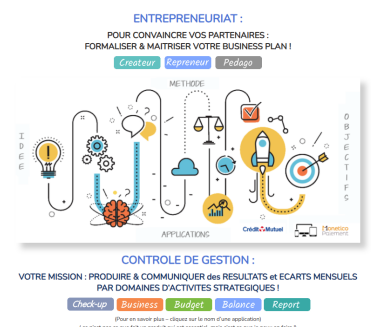 ENTREPRENEURIAT :
POUR CONVAINCRE VOS PARTENAIRES :
FORMALISER & MAITRISER VOTRE BUSINESS PLAN !
Createur Repreneur Pedago
METHODE
IDEE
OBJECTIFS
Crédit Mutuel
Monetico
Paiement
APPLICATIONS
CONTROLE DE GESTION :
VOTRE MISSION : PRODUIRE & COMMUNIQUER des RESULTATS et ECARTS MENSUELS
PAR DOMAINES D'ACTIVITES STRATEGIQUES !
Check-up Business Budget Balance Report
(Pour en savoir plus – cliquez sur le nom d'une application)